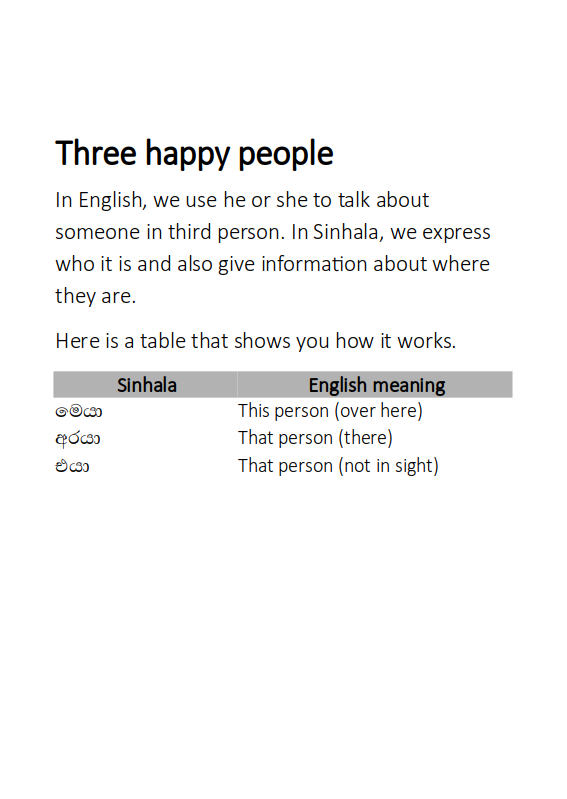 Three happy people
In English, we use he or she to talk about
someone in third person. In Sinhala, we express
who it is and also give information about where
they are.
Here is a table that shows you how it works.
Sinhala English meaning
මෙයා This person (over here)
අරයා That person (there)
එයා That person (not in sight)